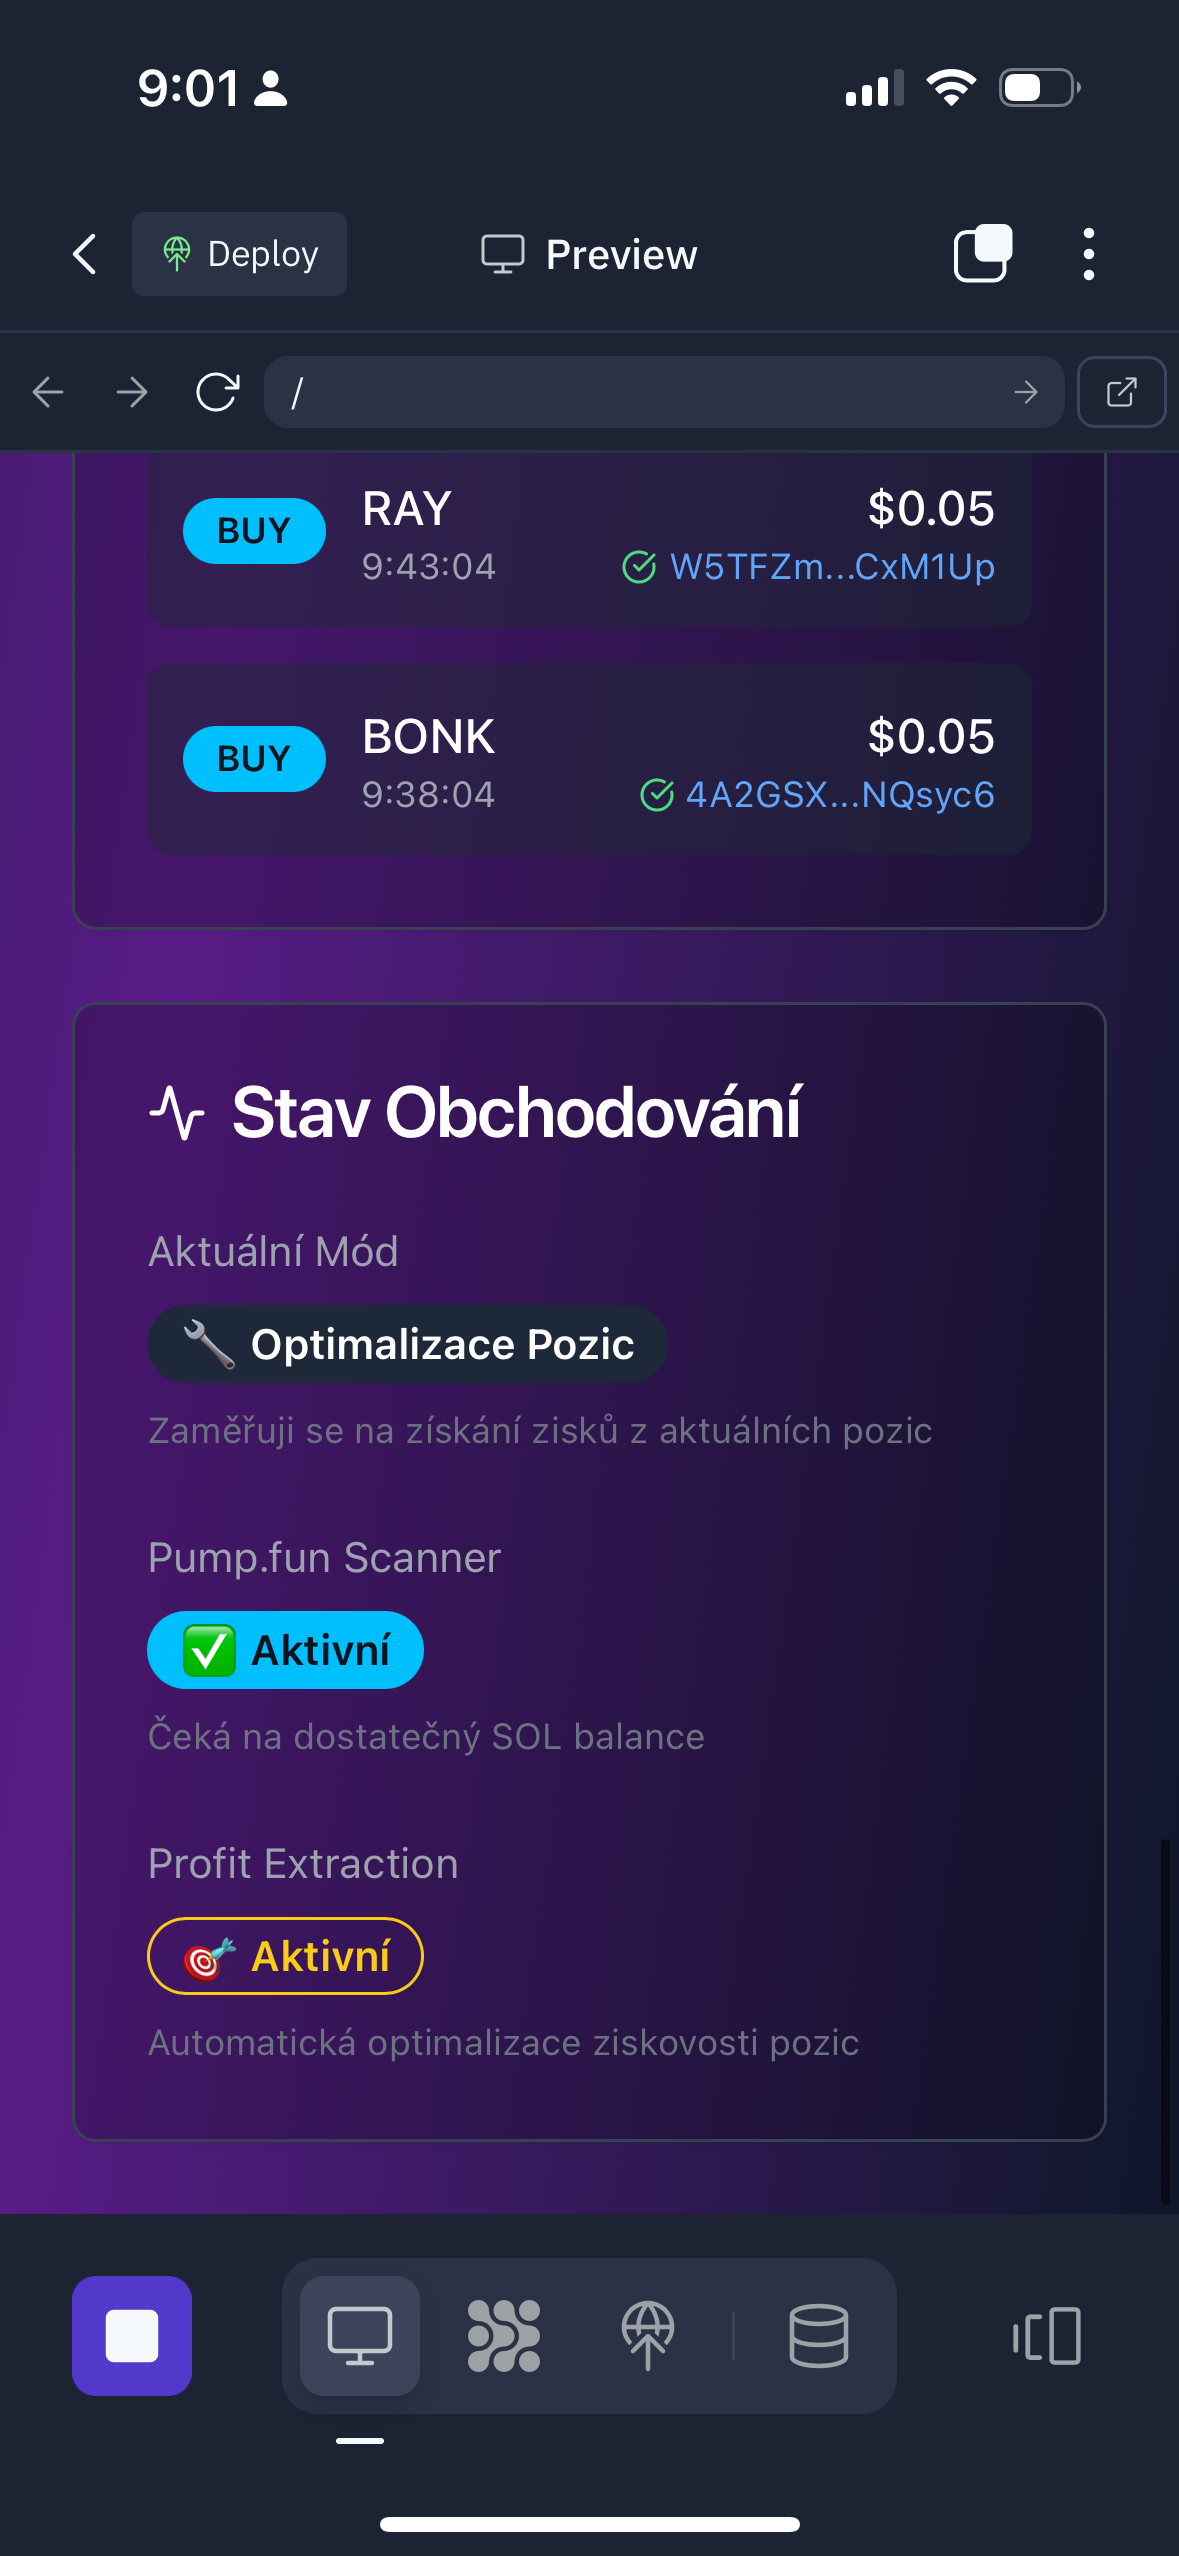 9:01
Deploy
Preview
/
BUY
RAY
$0.05
9:43:04
W5TFZm...CxM1Up
BUY
BONK
$0.05
9:38:04
4A2GSX...NQsyc6
Stav Obchodování
Aktuální Mód
🔧 Optimalizace Pozic
Zaměřuji se na získání zisků z aktuálních pozic
Pump.fun Scanner
✅ Aktivní
Čeká na dostatečný SOL balance
Profit Extraction
🎯 Aktivní
Automatická optimalizace ziskovosti pozic